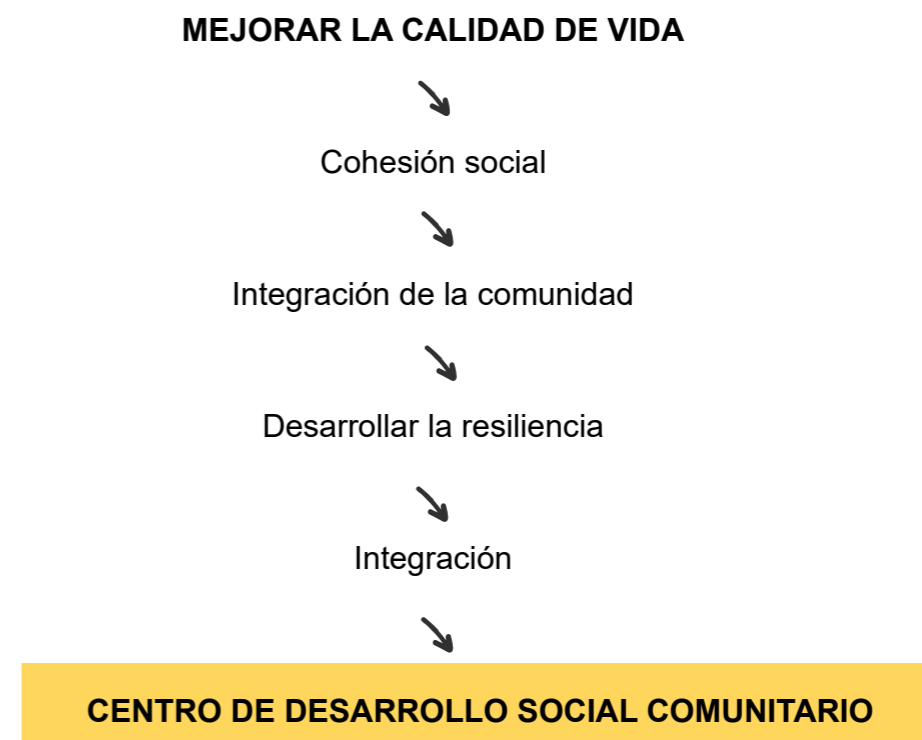 MEJORAR LA CALIDAD DE VIDA
Cohesión social
Integración de la comunidad
Desarrollar la resiliencia
Integración
CENTRO DE DESARROLLO SOCIAL COMUNITARIO